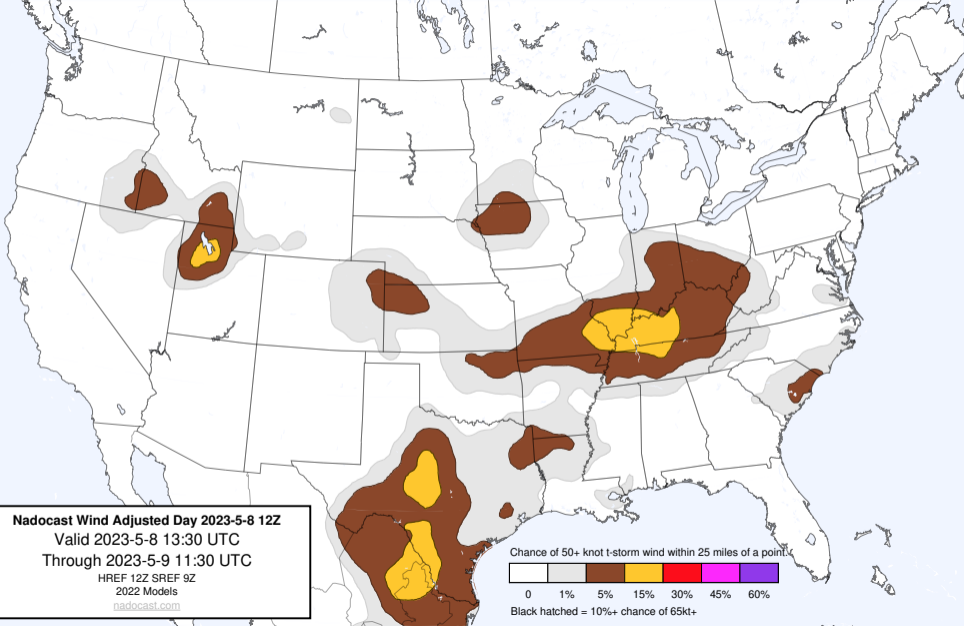 Nadocast Wind Adjusted Day 2023-5-8 12Z
Valid 2023-5-8 13:30 UTC
Through 2023-5-9 11:30 UTC
HREF 12Z SREF 9Z
2022 Models
nadocast.com
Chance of 50+ knot t-storm wind within 25 miles of a point.
0 1% 5% 15% 30% 45% 60%
Black hatched = 10%+ chance of 65kt+